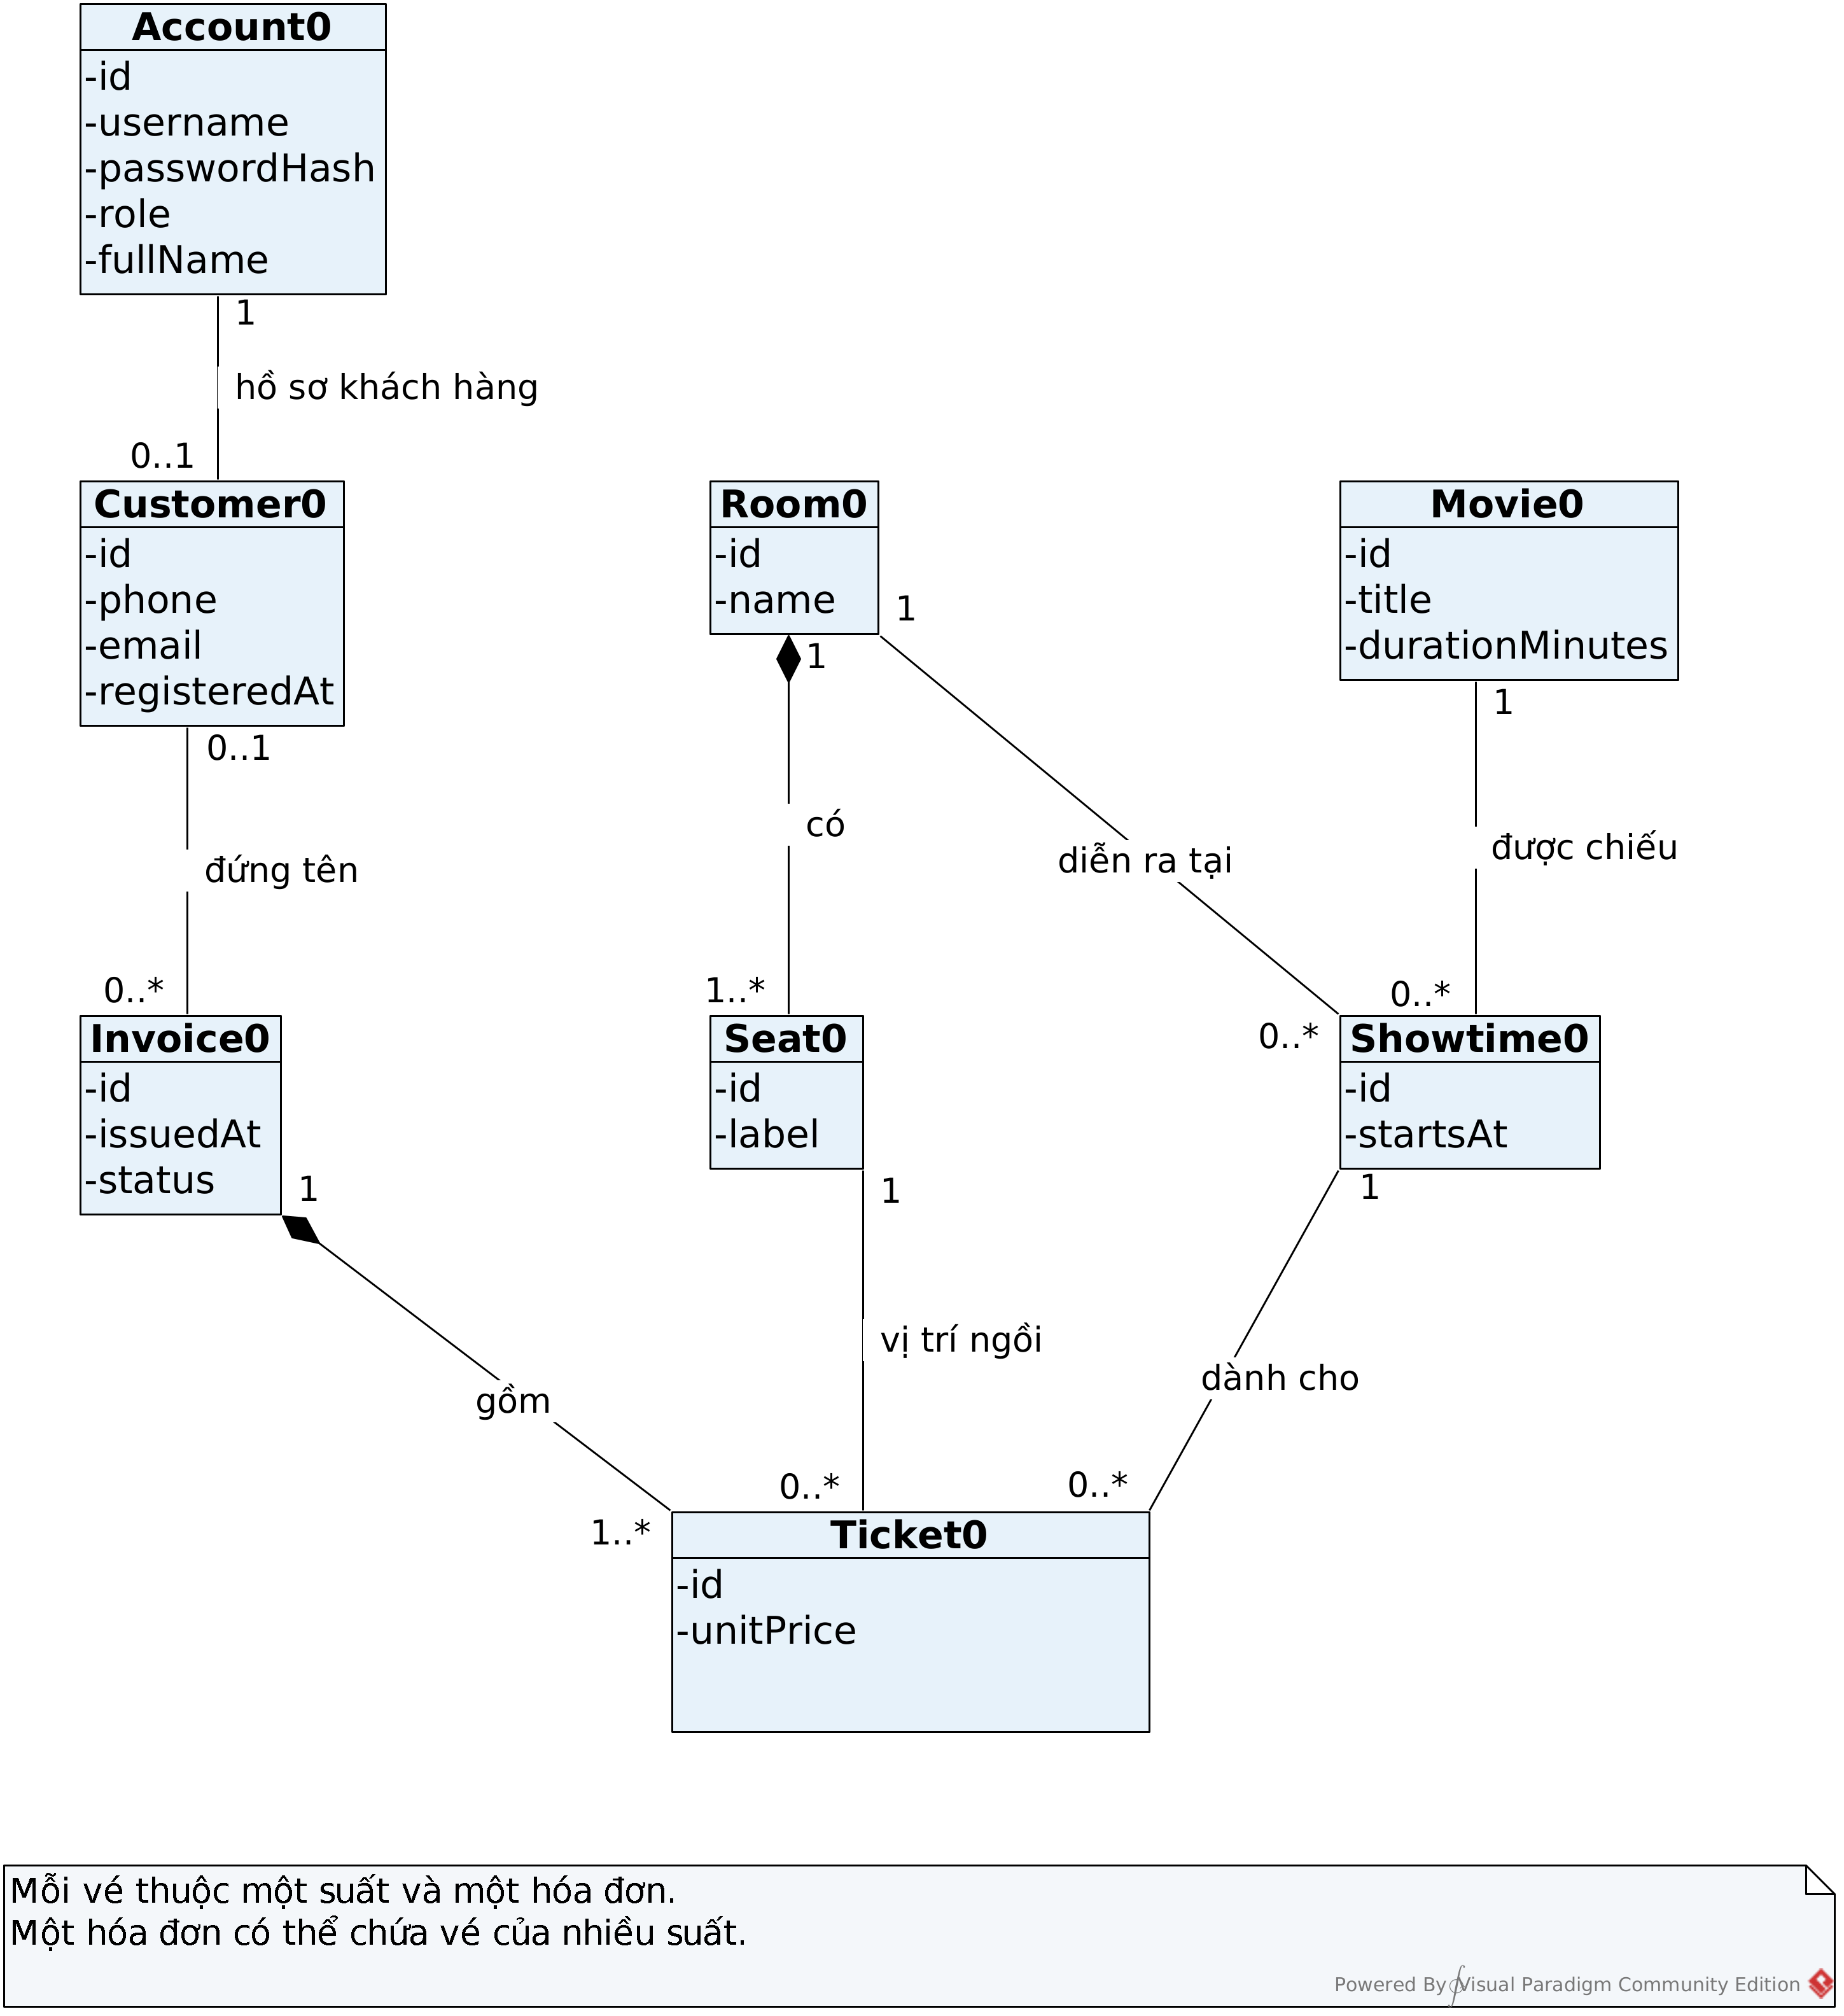 Account0
-id
-username
-passwordHash
-role
-fullName
1
hồ sơ khách hàng
0..1
Customer0
-id
-phone
-email
-registeredAt
Room0
-id
-name
Movie0
-id
-title
-durationMinutes
0..1
1
1
1
đứng tên
có
diễn ra tại
được chiếu
0..*
1..*
0..*
0..*
Invoice0
-id
-issuedAt
-status
Seat0
-id
-label
Showtime0
-id
-startsAt
1
1
1
gồm
vị trí ngồi
dành cho
1..*
0..*
0..*
Ticket0
-id
-unitPrice
Mỗi vé thuộc một suất và một hóa đơn.
Một hóa đơn có thể chứa vé của nhiều suất.
Powered By Visual Paradigm Community Edition